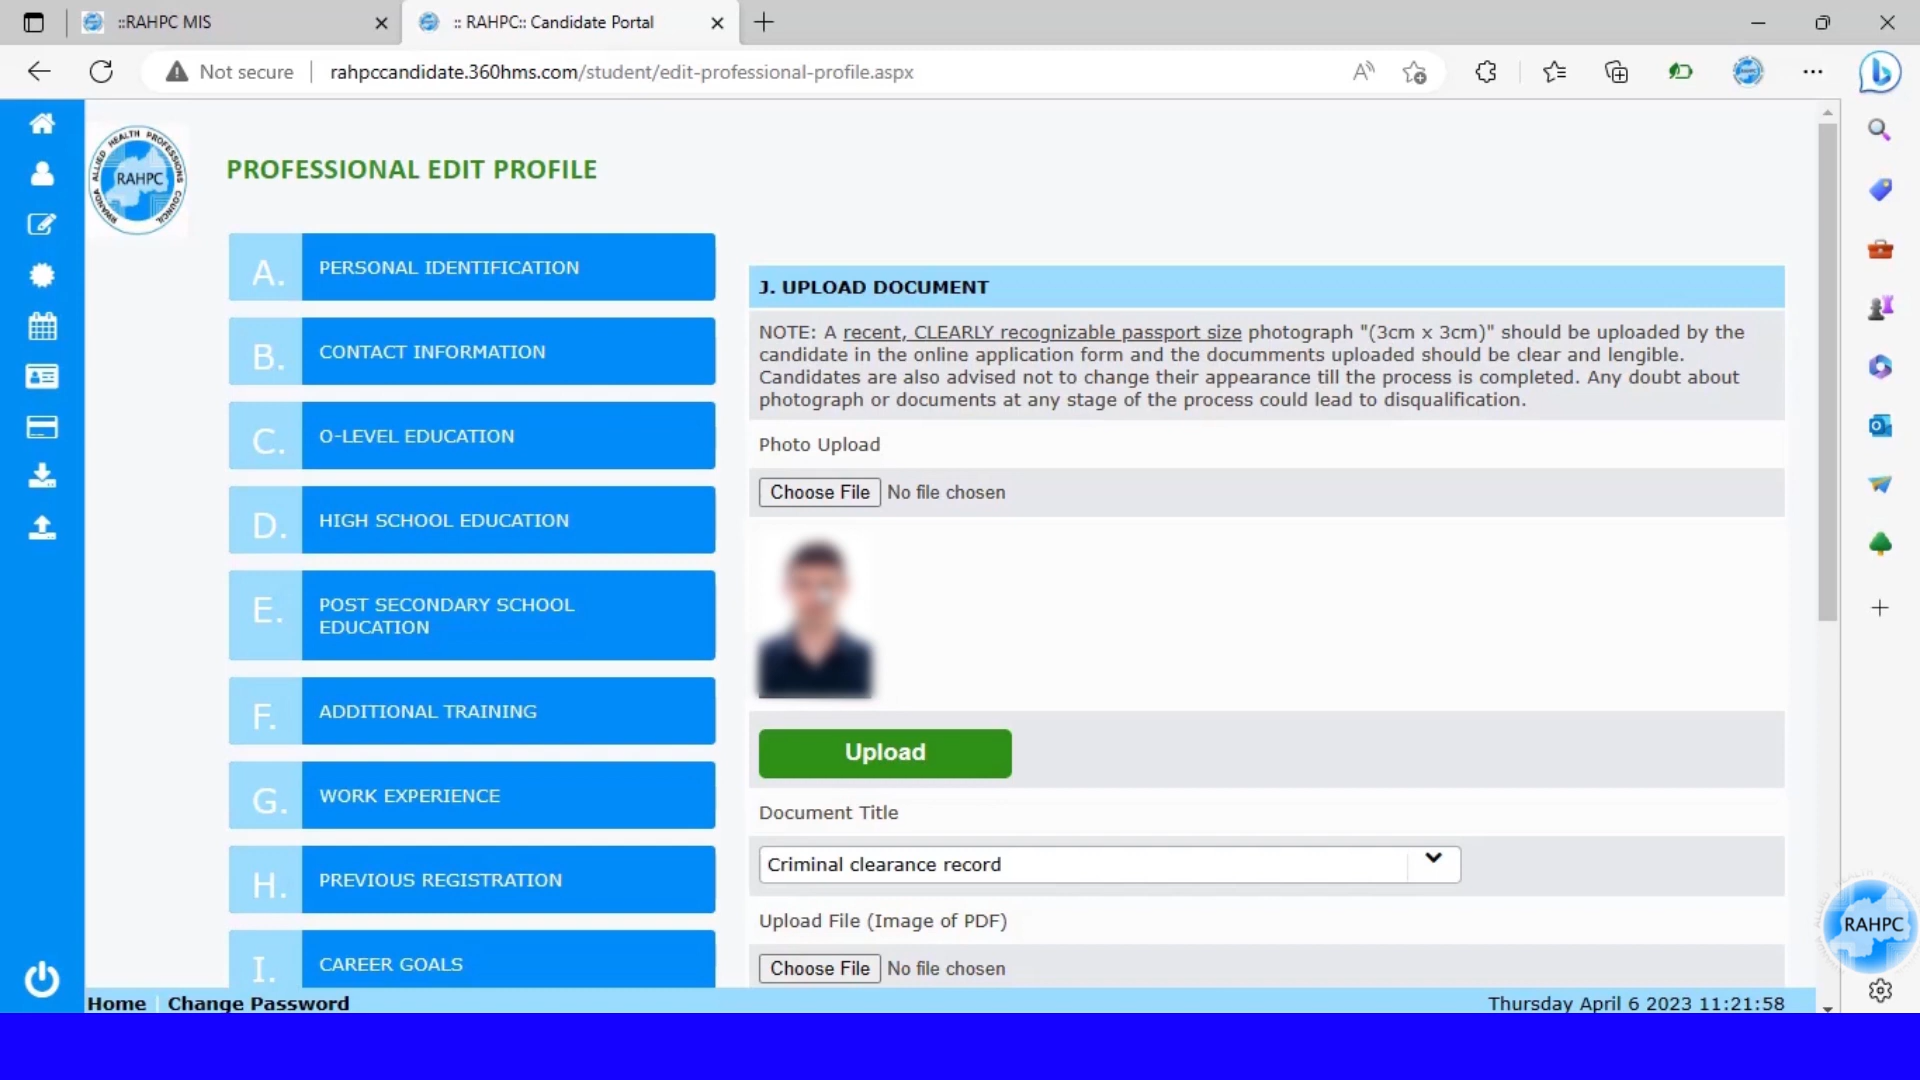 ::RAHPC MIS
:: RAHPC:: Candidate Portal
Not secure
rahpccandidate.360hms.com/student/edit-professional-profile.aspx
RWANDA ALLIED HEALTH PROFESSIONS COUNCIL
RAHPC
PROFESSIONAL EDIT PROFILE
A. PERSONAL IDENTIFICATION
B. CONTACT INFORMATION
C. O-LEVEL EDUCATION
D. HIGH SCHOOL EDUCATION
E. POST SECONDARY SCHOOL
EDUCATION
F. ADDITIONAL TRAINING
G. WORK EXPERIENCE
H. PREVIOUS REGISTRATION
I. CAREER GOALS
J. UPLOAD DOCUMENT
NOTE: A recent, CLEARLY recognizable passport size photograph "(3cm x 3cm)" should be uploaded by the
candidate in the online application form and the documments uploaded should be clear and lengible.
Candidates are also advised not to change their appearance till the process is completed. Any doubt about
photograph or documents at any stage of the process could lead to disqualification.
Photo Upload
Choose File No file chosen
Upload
Document Title
Criminal clearance record
Upload File (Image of PDF)
Choose File No file chosen
RAHPC
Home | Change Password
Thursday April 6 2023 11:21:58